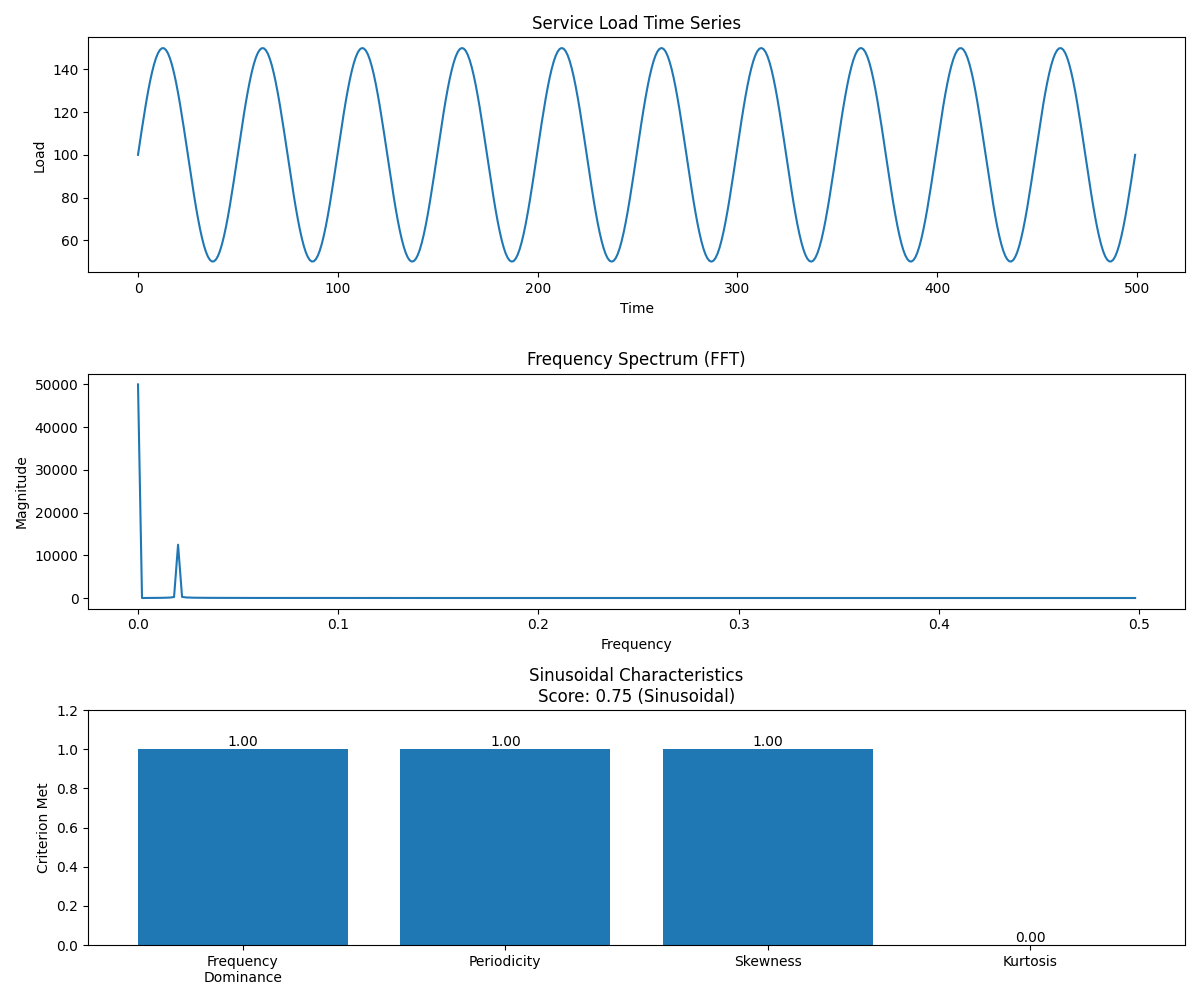 Service Load Time Series
140
120
100
80
60
Load
0 100 200 300 400 500
Time
Frequency Spectrum (FFT)
50000
40000
30000
20000
10000
0
Magnitude
0.0 0.1 0.2 0.3 0.4 0.5
Frequency
Sinusoidal Characteristics
Score: 0.75 (Sinusoidal)
1.2
1.0
0.8
0.6
0.4
0.2
0.0
Criterion Met
1.00 1.00 1.00 0.00
Frequency
Dominance
Periodicity
Skewness
Kurtosis